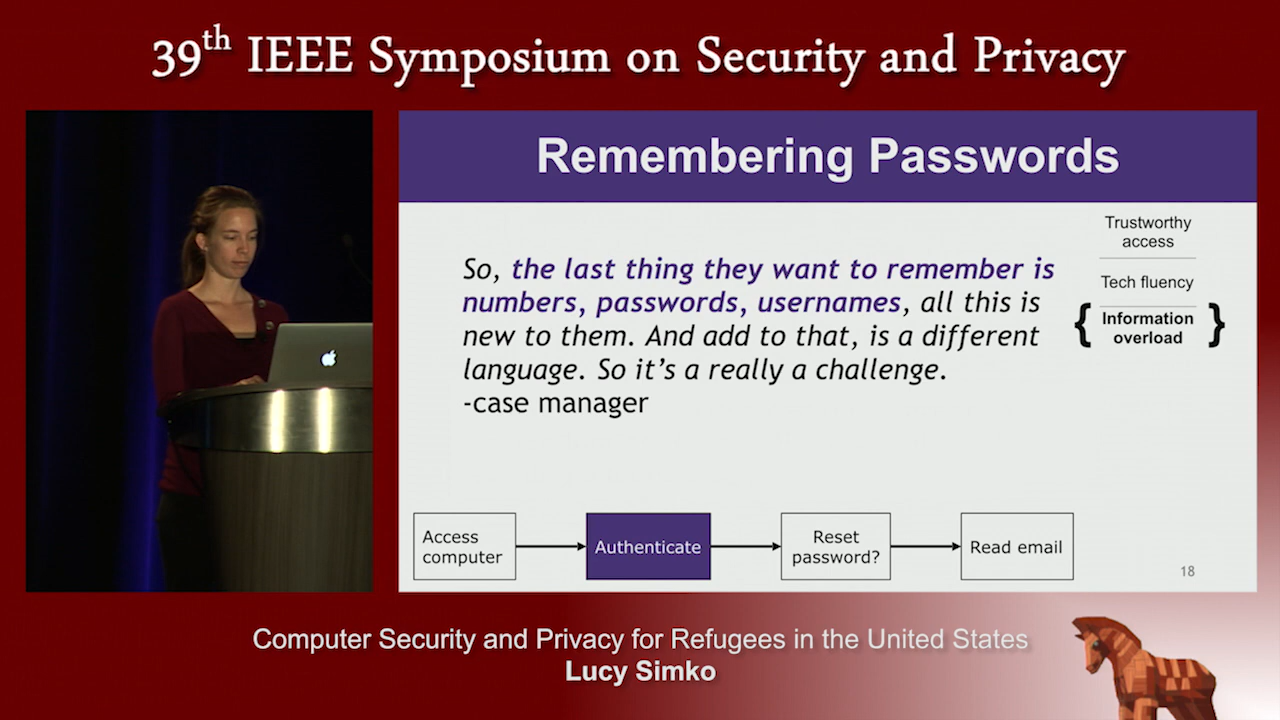 39th IEEE Symposium on Security and Privacy
Remembering Passwords
So, the last thing they want to remember is
numbers, passwords, usernames, all this is
new to them. And add to that, is a different
language. So it's a really a challenge.
-case manager
Trustworthy
access
Tech fluency
{ Information
overload }
Access
computer
Authenticate
Reset
password?
Read email
18
Computer Security and Privacy for Refugees in the United States
Lucy Simko